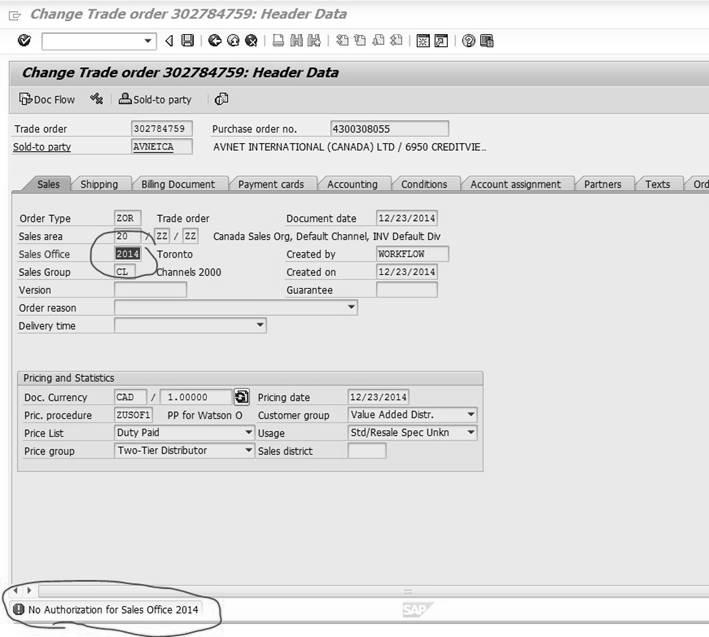 Change Trade order 302784759: Header Data
Change Trade order 302784759: Header Data
Doc Flow Sold-to party
Trade order 302784759 Purchase order no. 4300308055
Sold-to party AVNETCA AVNET INTERNATIONAL (CANADA) LTD / 6950 CREDITVIE..
Sales Shipping Billing Document Payment cards Accounting Conditions Account assignment Partners Texts Ord
Order Type ZOR Trade order Document date 12/23/2014
Sales area 20 / ZZ / ZZ Canada Sales Org, Default Channel, INV Default Div
Sales Office 2014 Toronto Created by WORKFLOW
Sales Group CL Channels 2000 Created on 12/23/2014
Version Guarantee
Order reason
Delivery time
Pricing and Statistics
Doc. Currency CAD / 1.00000 Pricing date 12/23/2014
Pric. procedure ZUSOF1 PP for Watson O Customer group Value Added Distr.
Price List Duty Paid Usage Std/Resale Spec Unkn
Price group Two-Tier Distributor Sales district
No Authorization for Sales Office 2014
SAP